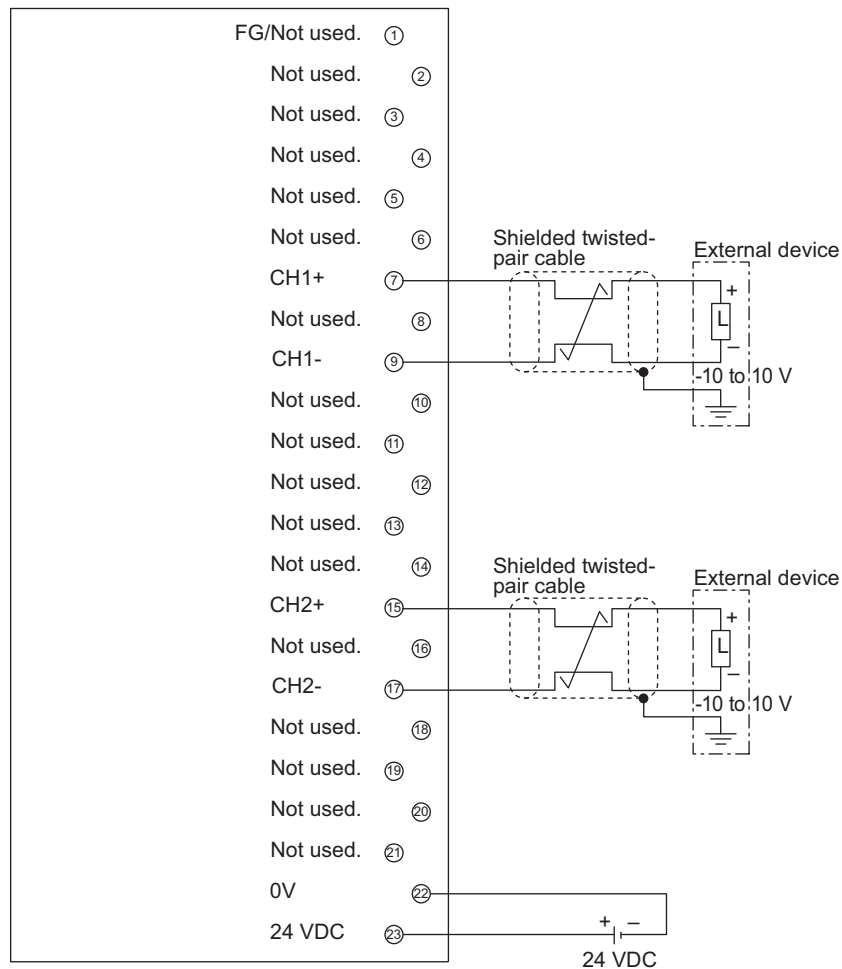 FG/Not used. 1
Not used. 2
Not used. 3
Not used. 4
Not used. 5
Not used. 6
Shielded twisted-
pair cable
External device
CH1+ 7
+
Not used. 8
L
CH1- 9
–
-10 to 10 V
Not used. 10
Not used. 11
Not used. 12
Not used. 13
Not used. 14
Shielded twisted-
pair cable
External device
CH2+ 15
+
Not used. 16
L
CH2- 17
–
-10 to 10 V
Not used. 18
Not used. 19
Not used. 20
Not used. 21
0V 22
24 VDC 23
+ –
24 VDC